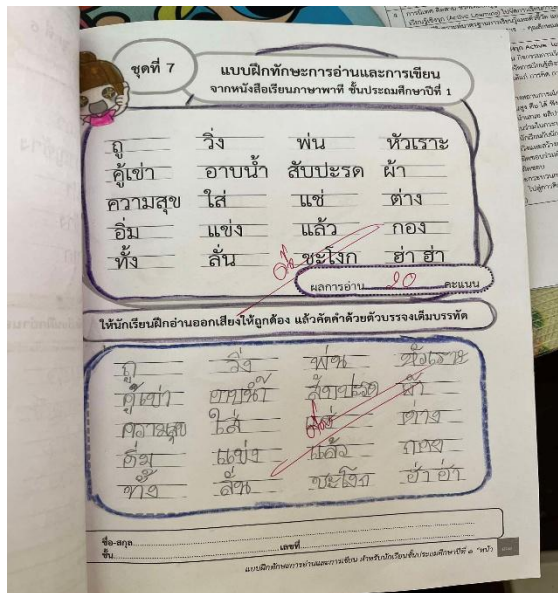 ชุดที่ 7
แบบฝึกทักษะการอ่านและการเขียน
จากหนังสือเรียนภาษาพาที ชั้นประถมศึกษาปีที่ 1
ถู วิ่ง พ่น หัวเราะ
คู้เข่า อาบน้ำ สับปะรด ผ้า
ความสุข ใส่ แช่ ต่าง
อิ่ม แข่ง แล้ว กอง
ทั้ง ลั่น ชะโงก ฮ่า ฮ่า
ผลการอ่าน 20 คะแนน
ให้นักเรียนฝึกอ่านออกเสียงให้ถูกต้อง แล้วคัดคำด้วยตัวบรรจงเต็มบรรทัด
ถู วิ่ง พ่น หัวเราะ
คู้เข่า อาบน้ำ สับปะรด ผ้า
ความสุข ใส่ แช่ ต่าง
อิ่ม แข่ง แล้ว กอง
ทั้ง ลั่น ชะโงก ฮ่า ฮ่า
ชื่อ-สกุล
ชั้น เลขที่
แบบฝึกทักษะการอ่านและการเขียน สำหรับนักเรียนชั้นประถมศึกษาปีที่ ๑ หน้า